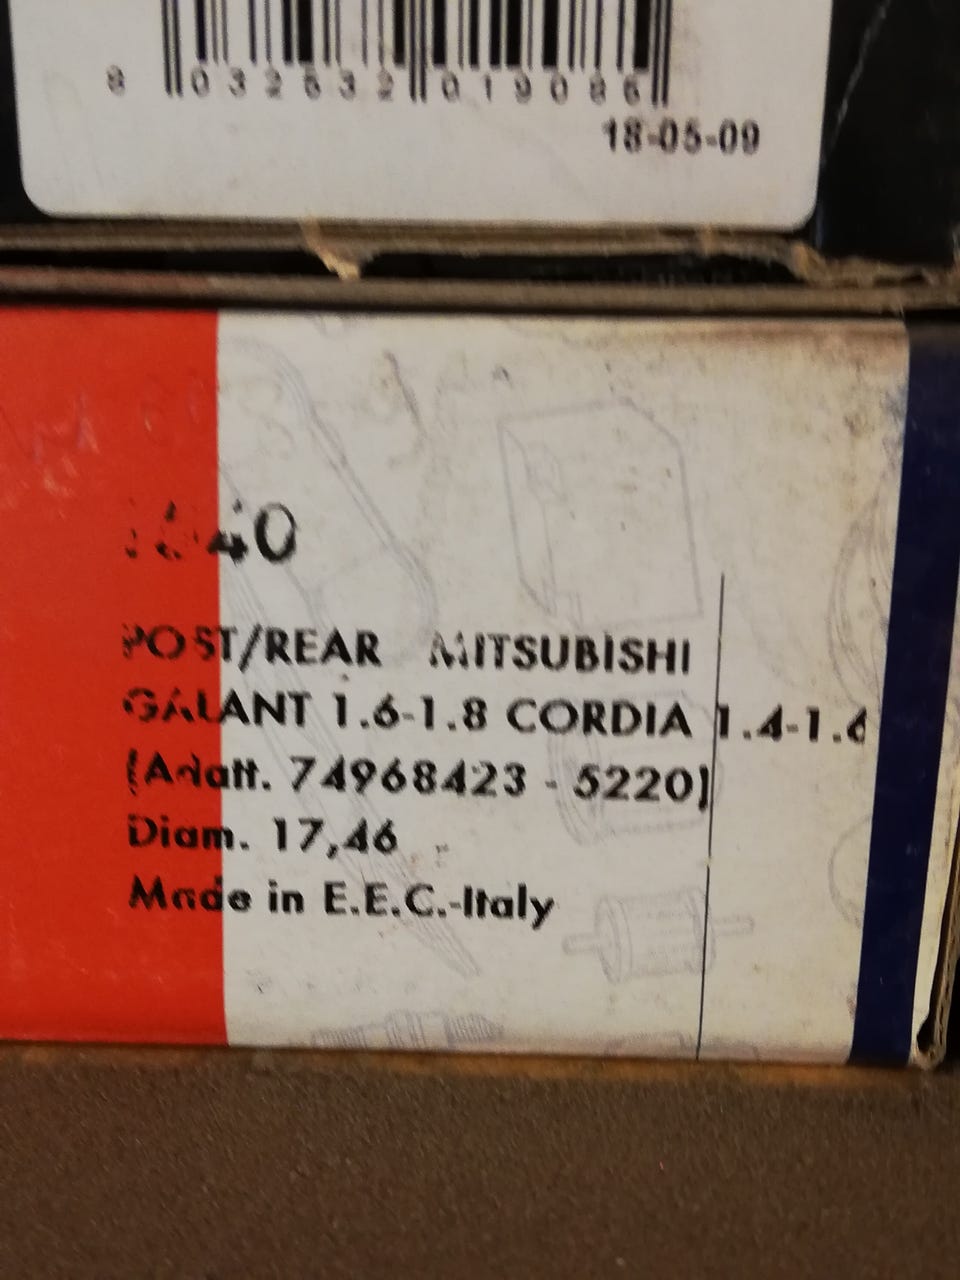 8 032532 019086
18-05-09
POST/REAR MITSUBISHI
GALANT 1.6-1.8 CORDIA 1.4-1.6
(Adatt. 74968423 - 5220)
Diam. 17,46
Made in E.E.C.-Italy